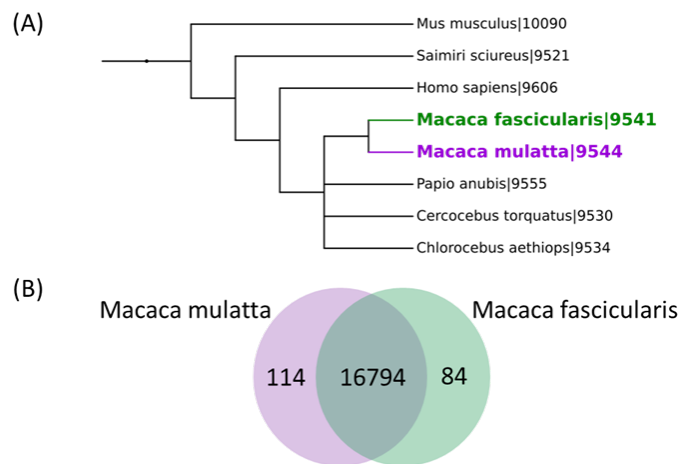 (A)
Mus musculus|10090
Saimiri sciureus|9521
Homo sapiens|9606
Macaca fascicularis|9541
Macaca mulatta|9544
Papio anubis|9555
Cercocebus torquatus|9530
Chlorocebus aethiops|9534
(B)
Macaca mulatta
Macaca fascicularis
114
16794
84